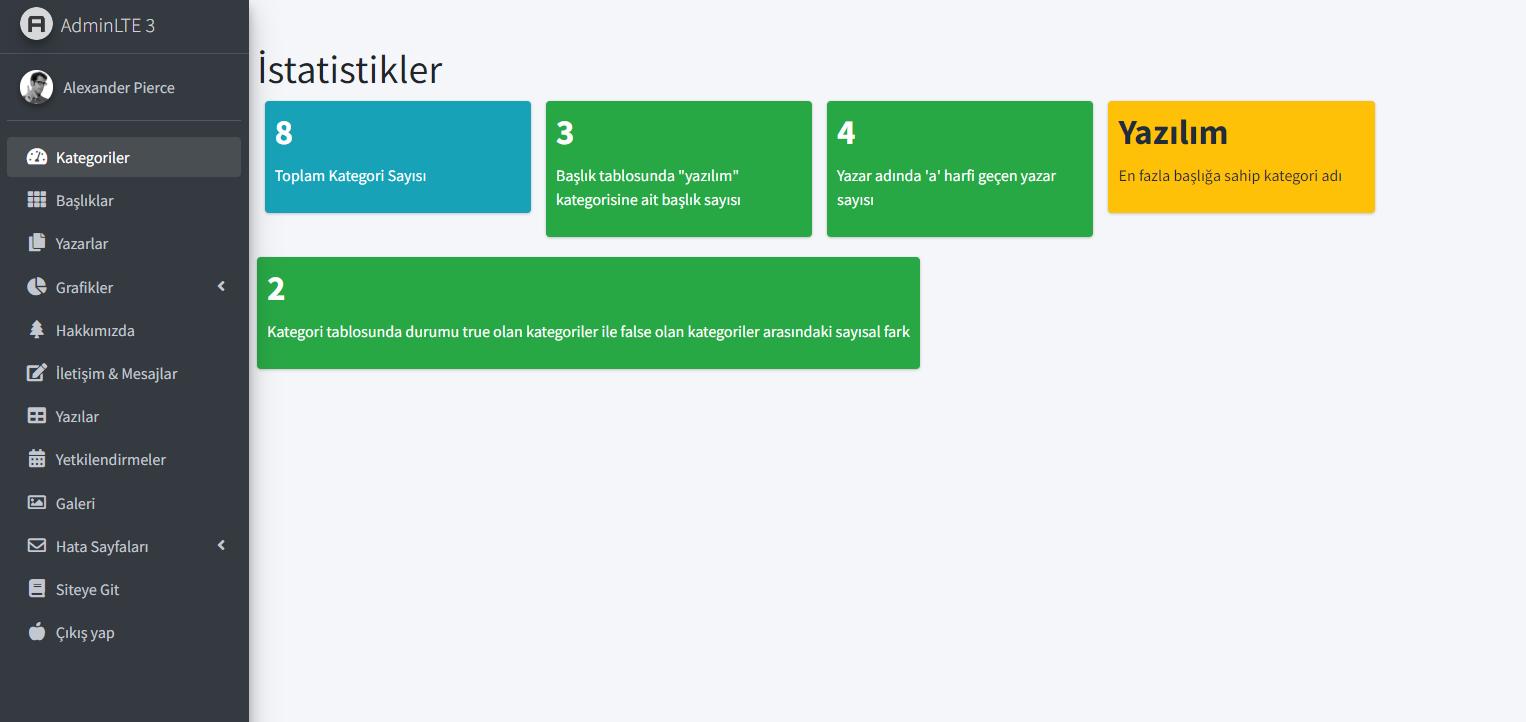 AdminLTE 3
Alexander Pierce
Kategoriler
Başlıklar
Yazarlar
Grafikler
Hakkımızda
İletişim & Mesajlar
Yazılar
Yetkilendirmeler
Galeri
Hata Sayfaları
Siteye Git
Çıkış yap
İstatistikler
8
Toplam Kategori Sayısı
3
Başlık tablosunda "yazılım"
kategorisine ait başlık sayısı
4
Yazar adında 'a' harfi geçen yazar
sayısı
Yazılım
En fazla başlığa sahip kategori adı
2
Kategori tablosunda durumu true olan kategoriler ile false olan kategoriler arasındaki sayısal fark